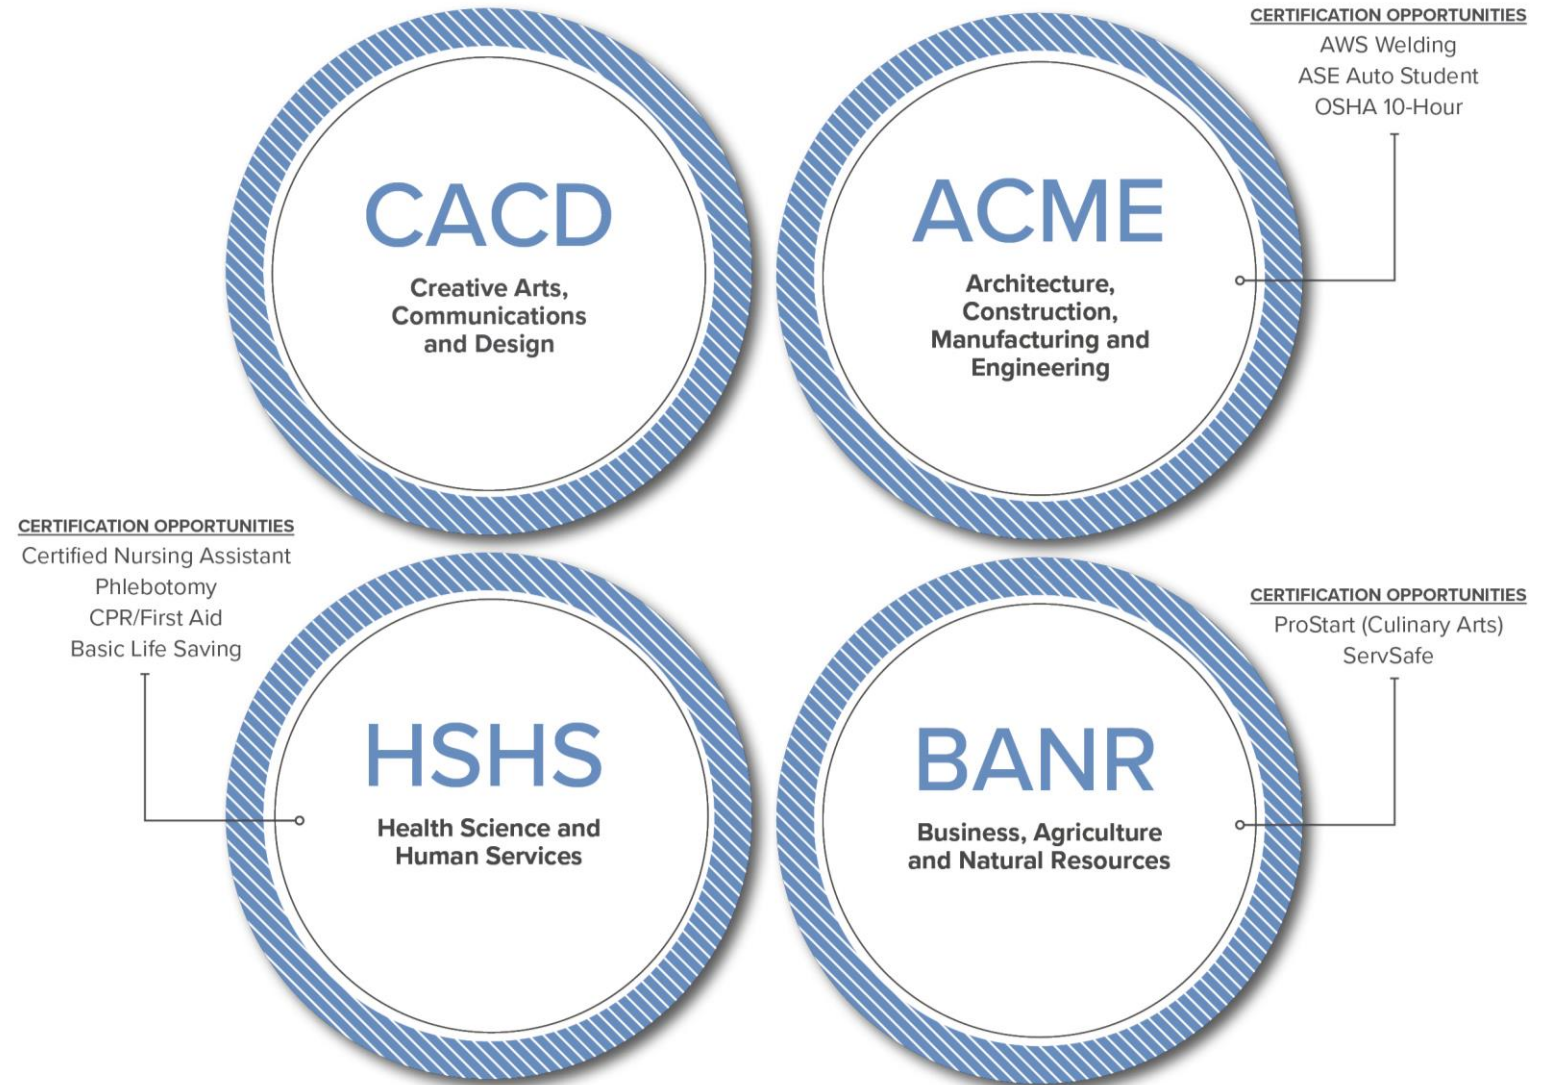 CACD
Creative Arts,
Communications
and Design
ACME
Architecture,
Construction,
Manufacturing and
Engineering
CERTIFICATION OPPORTUNITIES
AWS Welding
ASE Auto Student
OSHA 10-Hour
CERTIFICATION OPPORTUNITIES
Certified Nursing Assistant
Phlebotomy
CPR/First Aid
Basic Life Saving
HSHS
Health Science and
Human Services
BANR
Business, Agriculture
and Natural Resources
CERTIFICATION OPPORTUNITIES
ProStart (Culinary Arts)
ServSafe